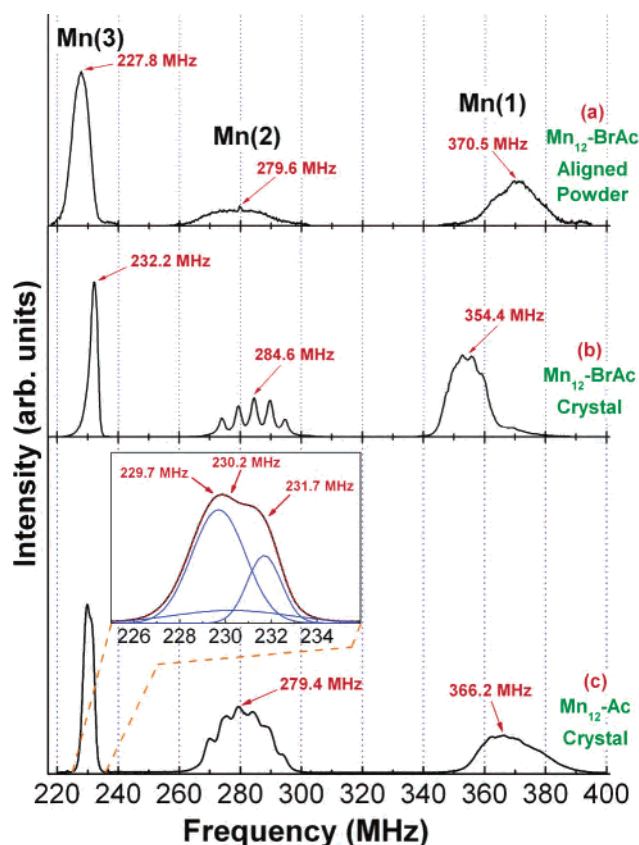 Mn(3)
227.8 MHz
Mn(2)
279.6 MHz
Mn(1)
370.5 MHz
(a)
Mn12-BrAc
Aligned
Powder
232.2 MHz
284.6 MHz
354.4 MHz
(b)
Mn12-BrAc
Crystal
229.7 MHz
230.2 MHz
231.7 MHz
226 228 230 232 234
279.4 MHz
366.2 MHz
(c)
Mn12-Ac
Crystal
220 240 260 280 300 320 340 360 380 400
Frequency (MHz)
Intensity (arb. units)